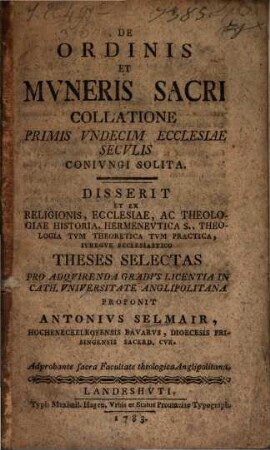 DE
ORDINIS
ET
MVNERIS SACRI
COLLATIONE
PRIMIS VNDECIM ECCLESIAE
SECVLIS
CONIVNGI SOLITA.
DISSERIT
ET EX
RELIGIONIS, ECCLESIAE, AC THEOLO-
GIAE HISTORIA, HERMENEVTICA S., THEO-
LOGIA TVM THEORETICA TVM PRACTICA,
IVREQVE ECCLESIASTICO
THESES SELECTAS
PRO ADQVIRENDA GRADVS LICENTIA IN
CATH. VNIVERSITATE ANGLIPOLITANA
PROPONIT
ANTONIVS SELMAIR,
BAVARVS, DIOECESIS FRI-
SINGENSIS SACERD. CVR.
Adprobante sacra Facultate theologica Anglipolitana.
LANDESHVTI,
Typis Maximil. Hagen, Vrbis et Status Provinciae Typograph.
1783.